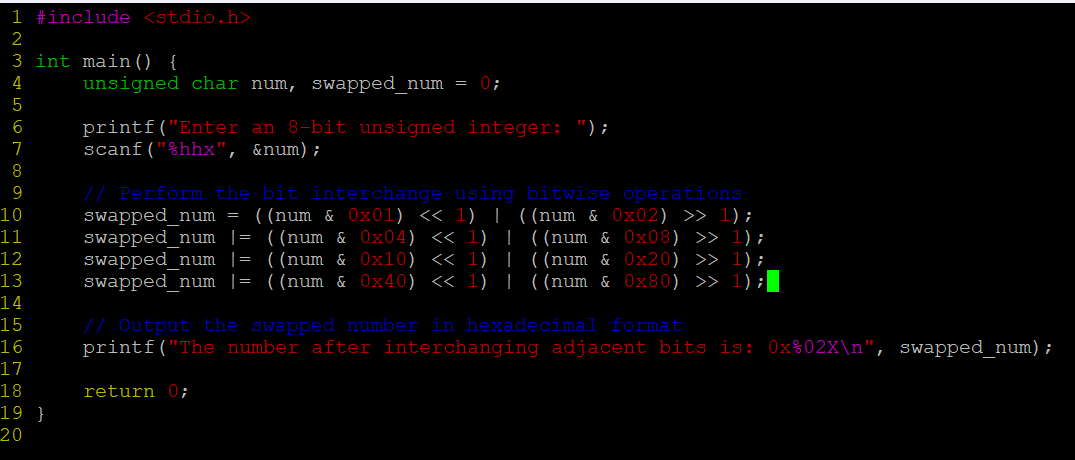 1 #include <stdio.h>
2
3 int main() {
4     unsigned char num, swapped_num = 0;
5
6     printf("Enter an 8-bit unsigned integer: ");
7     scanf("%hhx", &num);
8
9     // Perform the bit interchange using bitwise operations
10     swapped_num = ((num & 0x01) << 1) | ((num & 0x02) >> 1);
11     swapped_num |= ((num & 0x04) << 1) | ((num & 0x08) >> 1);
12     swapped_num |= ((num & 0x10) << 1) | ((num & 0x20) >> 1);
13     swapped_num |= ((num & 0x40) << 1) | ((num & 0x80) >> 1);
14
15     // Output the swapped number in hexadecimal format
16     printf("The number after interchanging adjacent bits is: 0x%02X\n", swapped_num);
17
18     return 0;
19 }
20